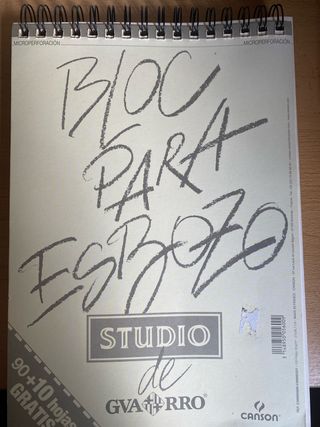 MICROPERFORACIÓN MICROPERFORACIÓN
BLOC
PARA
ESBOZO
STUDIO
de
GVARRO
90+10 hojas
GRATIS
CANSON